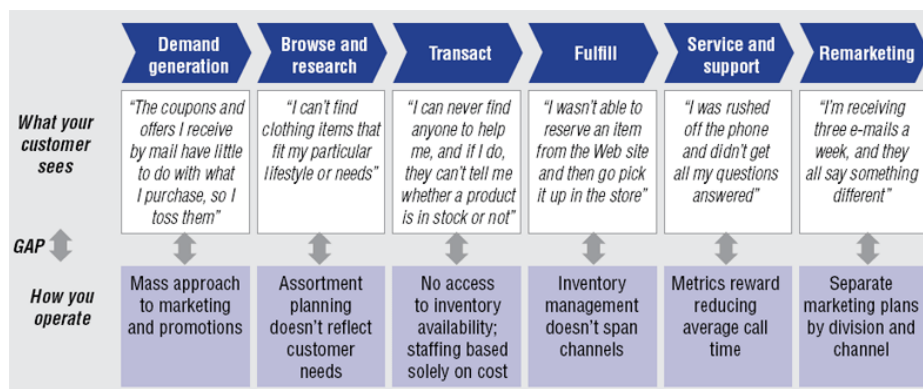 Demand
generation
Browse and
research
Transact
Fulfill
Service and
support
Remarketing
What your
customer
sees
“The coupons and
offers I receive
by mail have little
to do with what
I purchase, so I
toss them”
“I can’t find
clothing items that
fit my particular
lifestyle or needs”
“I can never find
anyone to help
me, and if I do,
they can’t tell me
whether a product
is in stock or not”
“I wasn’t able to
reserve an item
from the Web site
and then go pick
it up in the store”
“I was rushed
off the phone
and didn’t get
all my questions
answered”
“I’m receiving
three e-mails a
week, and they
all say something
different”
GAP
How you
operate
Mass approach
to marketing
and promotions
Assortment
planning
doesn’t reflect
customer
needs
No access
to inventory
availability;
staffing based
solely on cost
Inventory
management
doesn’t span
channels
Metrics reward
reducing
average call
time
Separate
marketing plans
by division and
channel